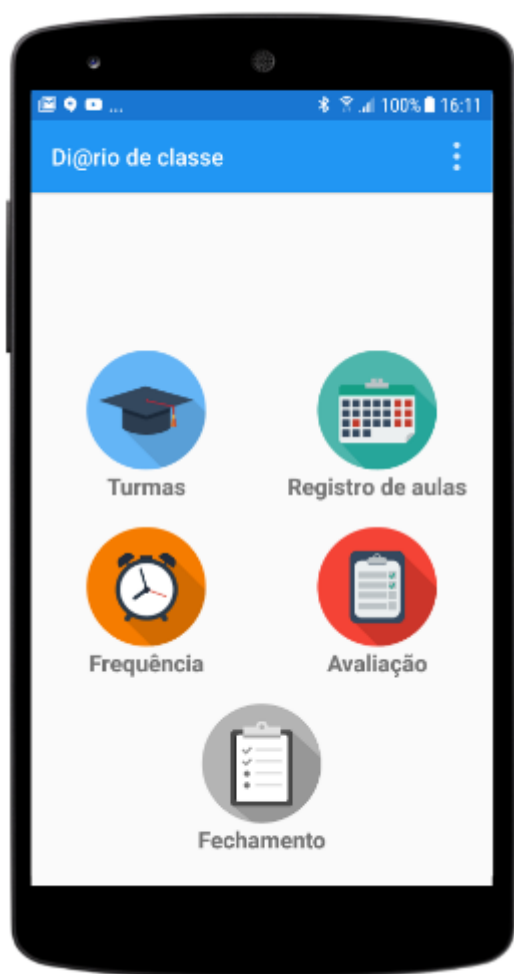 ... 100% 16:11
Di@rio de classe
Turmas
Registro de aulas
Frequência
Avaliação
Fechamento